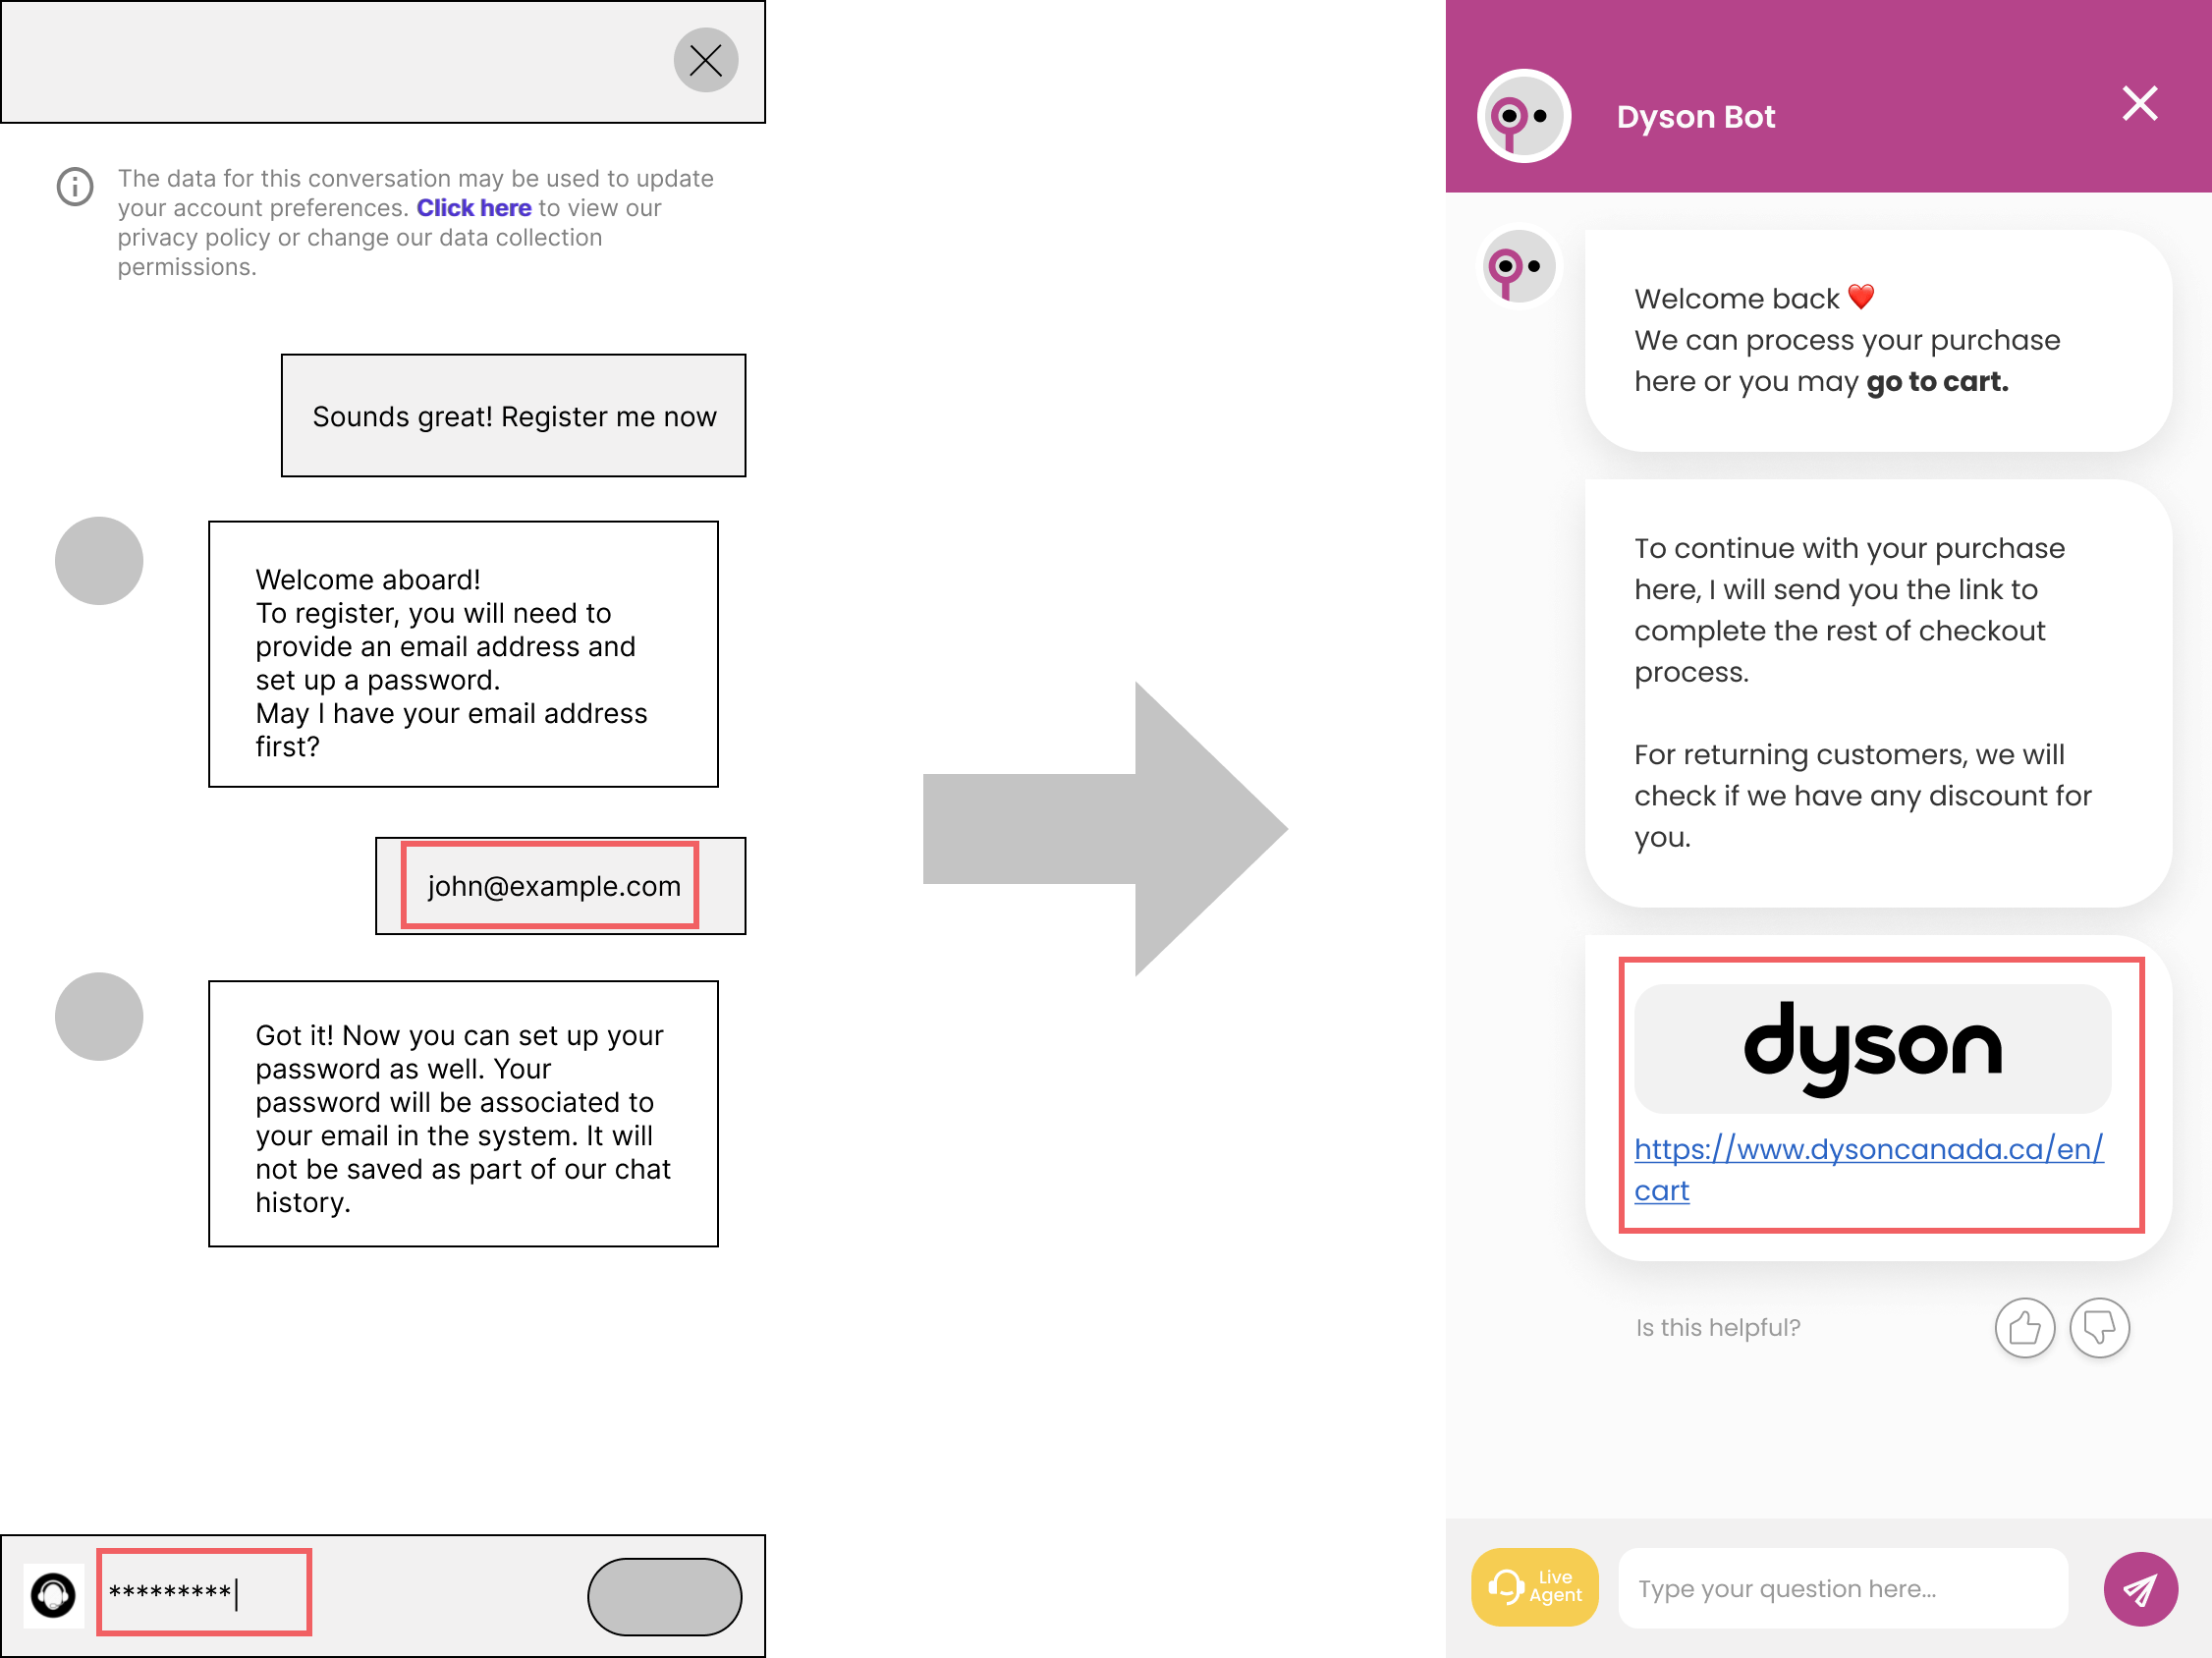 The data for this conversation may be used to update
your account preferences. Click here to view our
privacy policy or change our data collection
permissions.
Sounds great! Register me now
Welcome aboard!
To register, you will need to
provide an email address and
set up a password.
May I have your email address
first?
john@example.com
Got it! Now you can set up your
password as well. Your
password will be associated to
your email in the system. It will
not be saved as part of our chat
history.
*********
Dyson Bot
Welcome back ❤️
We can process your purchase
here or you may go to cart.
To continue with your purchase
here, I will send you the link to
complete the rest of checkout
process.
For returning customers, we will
check if we have any discount for
you.
dyson
https://www.dysoncanada.ca/en/
cart
Is this helpful?
Live
Agent
Type your question here...